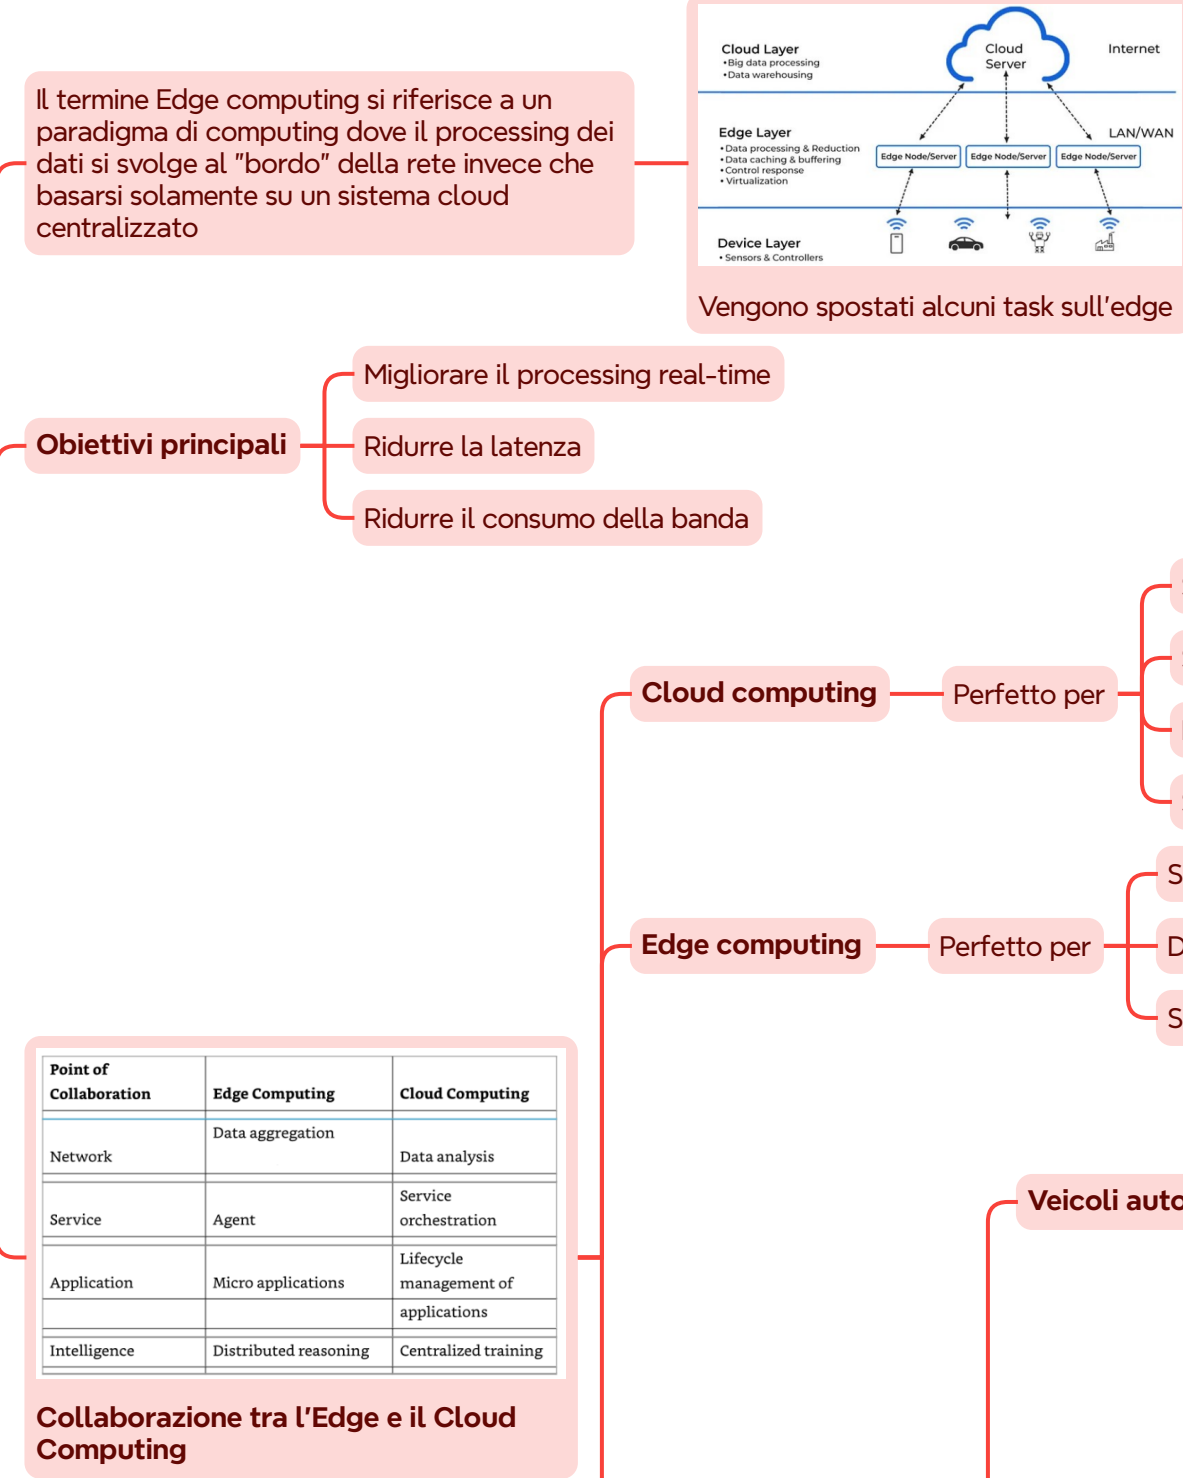 Il termine Edge computing si riferisce a un
paradigma di computing dove il processing dei
dati si svolge al "bordo" della rete invece che
basarsi solamente su un sistema cloud
centralizzato
Cloud Layer
•Big data processing
•Data warehousing
Cloud
Server
Internet
Edge Layer
•Data processing & Reduction
•Data caching & buffering
•Control response
• Virtualization
LAN/WAN
Edge Node/Server
Edge Node/Server
Edge Node/Server
Device Layer
• Sensors & Controllers
Vengono spostati alcuni task sull'edge
Obiettivi principali
Migliorare il processing real-time
Ridurre la latenza
Ridurre il consumo della banda
Cloud computing
Perfetto per
Edge computing
Perfetto per
S
D
S
Point of
Collaboration
Edge Computing
Cloud Computing
Network
Data aggregation
Data analysis
Service
Agent
Service
orchestration
Application
Micro applications
Lifecycle
management of
applications
Intelligence
Distributed reasoning
Centralized training
Collaborazione tra l'Edge e il Cloud
Computing
Veicoli auto